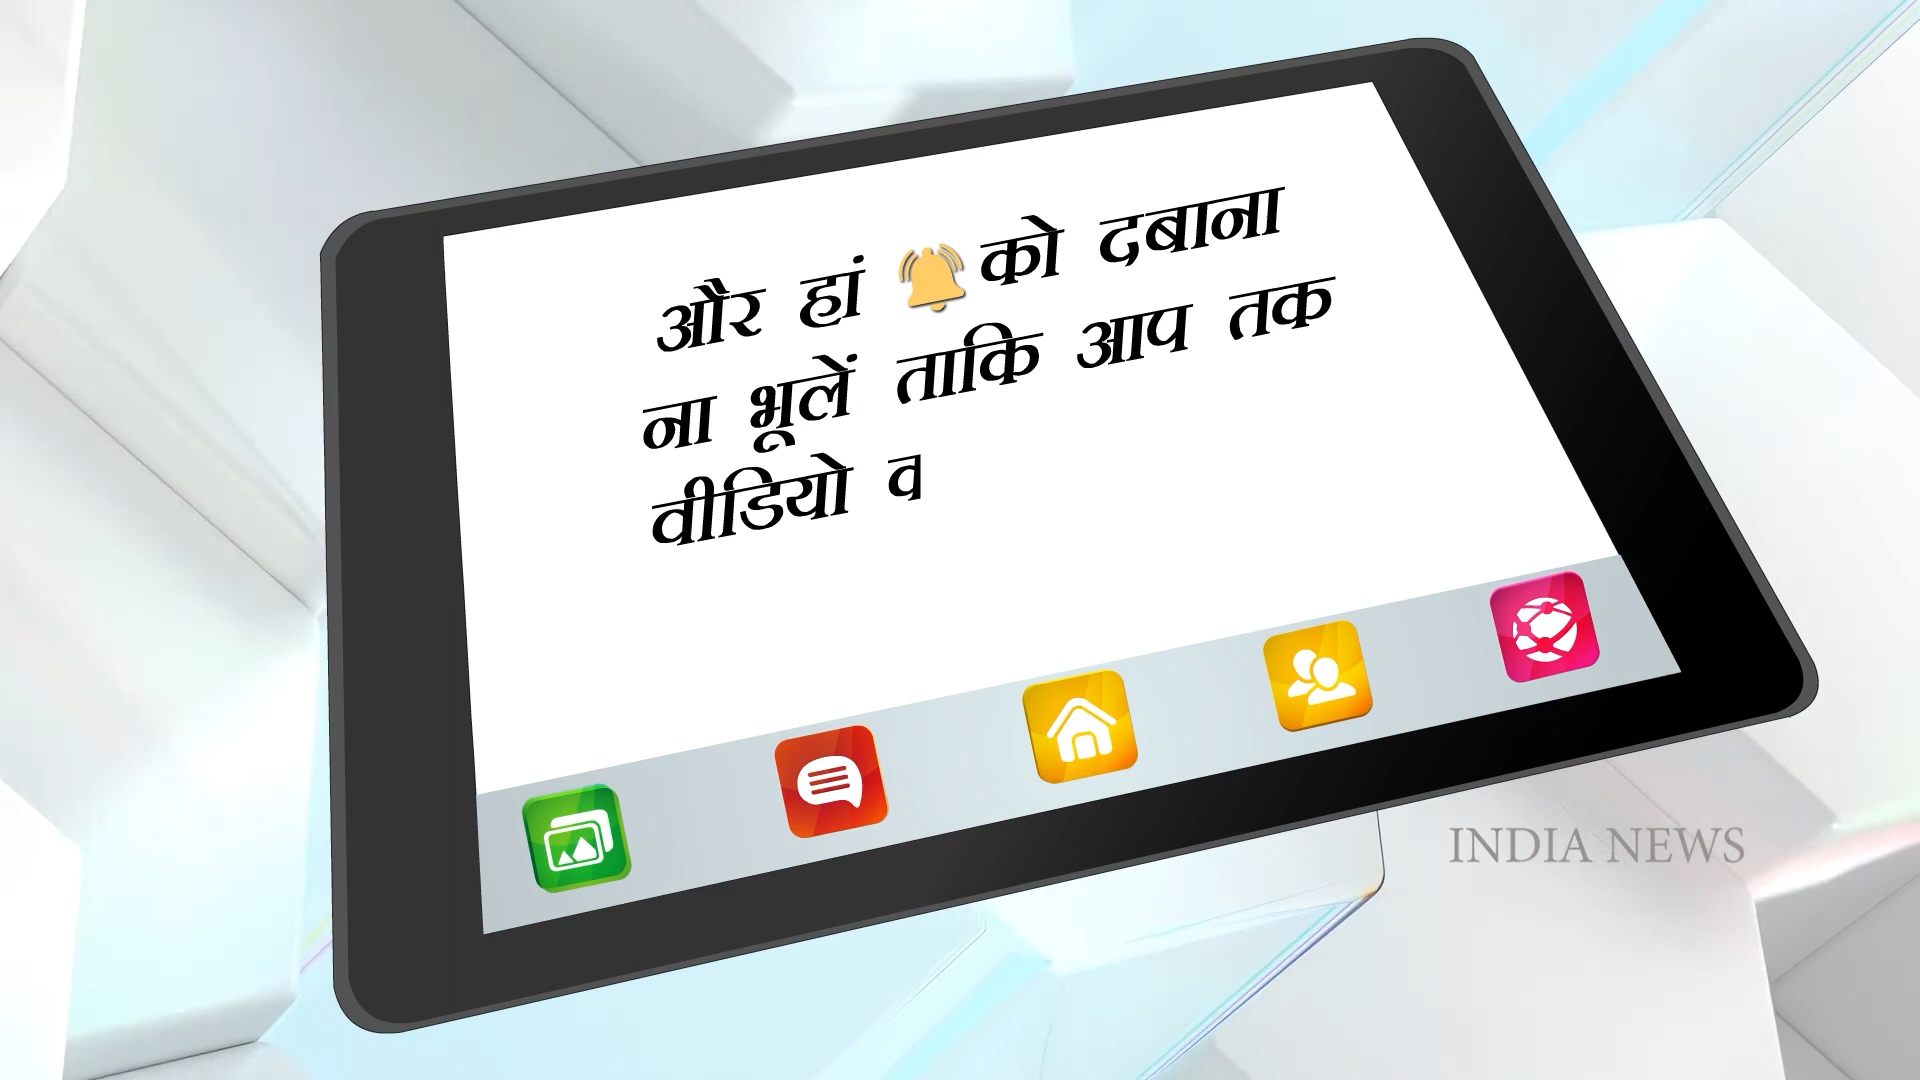 और हां 🔔 को दबाना
ना भूलें ताकि आप तक
वीडियो व
INDIA NEWS